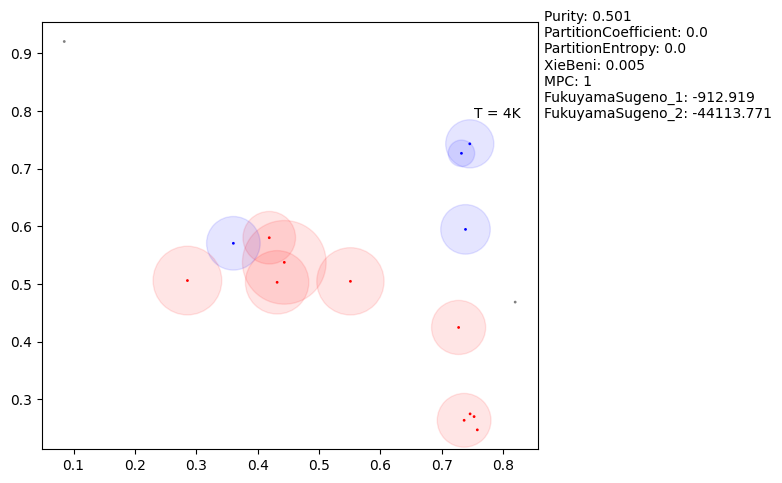 Purity: 0.501
PartitionCoefficient: 0.0
PartitionEntropy: 0.0
XieBeni: 0.005
MPC: 1
FukuyamaSugeno_1: -912.919
FukuyamaSugeno_2: -44113.771
T = 4K
0.9
0.8
0.7
0.6
0.5
0.4
0.3
0.1 0.2 0.3 0.4 0.5 0.6 0.7 0.8